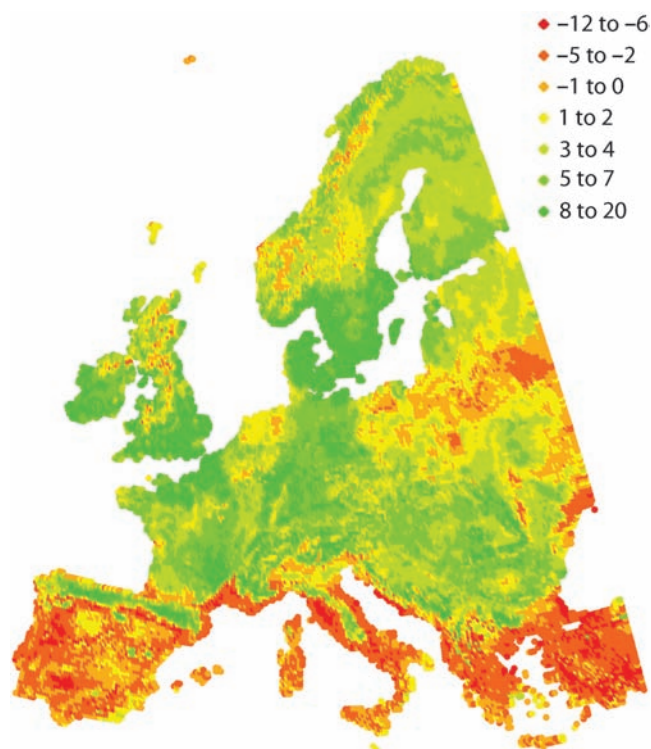 –12 to –6
–5 to –2
–1 to 0
1 to 2
3 to 4
5 to 7
8 to 20